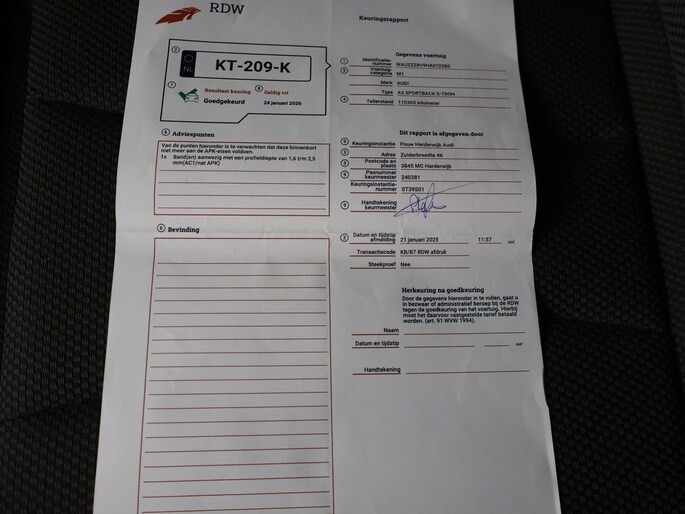 RDW
Keuringsrapport
NL
KT-209-K
Resultaat keuring
Geldig tot
Goedgekeurd
24 januari 2026
Gegevens voertuig
Identificatie-
nummer
Voertuig-
categorie M1
Merk AUDI
Type A3 SPORTBACK E-TRON
Tellerstand 110365 kilometer
Adviespunten
Van de punten hieronder is te verwachten dat deze binnenkort
niet meer aan de APK-eisen voldoen.
1x Band(en) aanwezig met een profieldiepte van 1,6 t/m 2,5
mm(AC1/nat APK)
Dit rapport is afgegeven door
Keuringsinstantie Pouw Harderwijk Audi
Adres Zuiderbreedte 46
Postcode en
plaats 3845 MC Harderwijk
Pasnummer
keurmeester 240381
Keuringsinstantie-
nummer ST39S01
Handtekening
keurmeester
Bevinding
Datum en tijdstip
afmelding 21 januari 2025 11:57 uur
Transactiecode KB/87 RDW afdruk
Steekproef Nee
Herkeuring na goedkeuring
Door de gegevens hieronder in te vullen, gaat u
in bezwaar of administratief beroep bij de RDW
tegen de goedkeuring van het voertuig. Hierbij
moet het daarvoor vastgestelde tarief betaald
worden. (art. 91 WVW 1994).
Naam
Datum en tijdstip uur
Handtekening